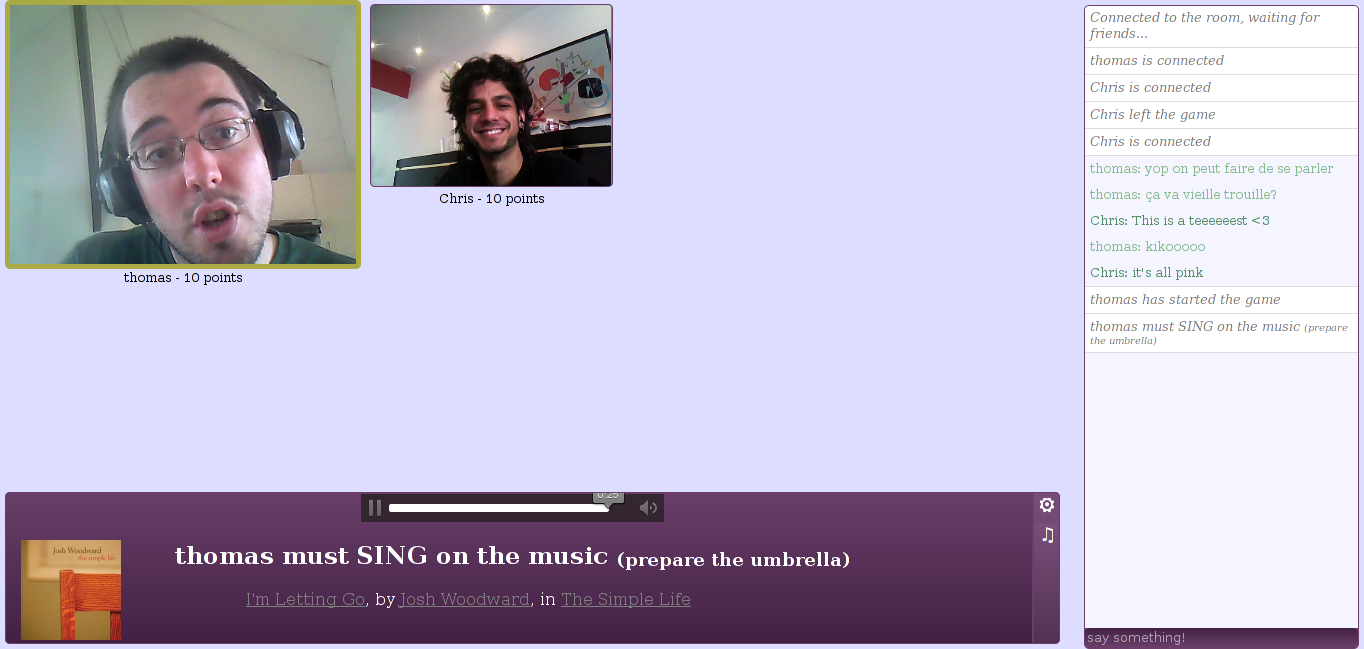 thomas - 10 points
Chris - 10 points
Connected to the room, waiting for
friends...
thomas is connected
Chris is connected
Chris left the game
Chris is connected
thomas: yop on peut faire de se parler
thomas: ça va vieille trouille?
Chris: This is a teeeeeest <3
thomas: kikooooo
Chris: it's all pink
thomas has started the game
thomas must SING on the music (prepare
the umbrella)
0:25
thomas must SING on the music (prepare the umbrella)
I'm Letting Go, by Josh Woodward, in The Simple Life
Josh Woodward
the simple life
say something!